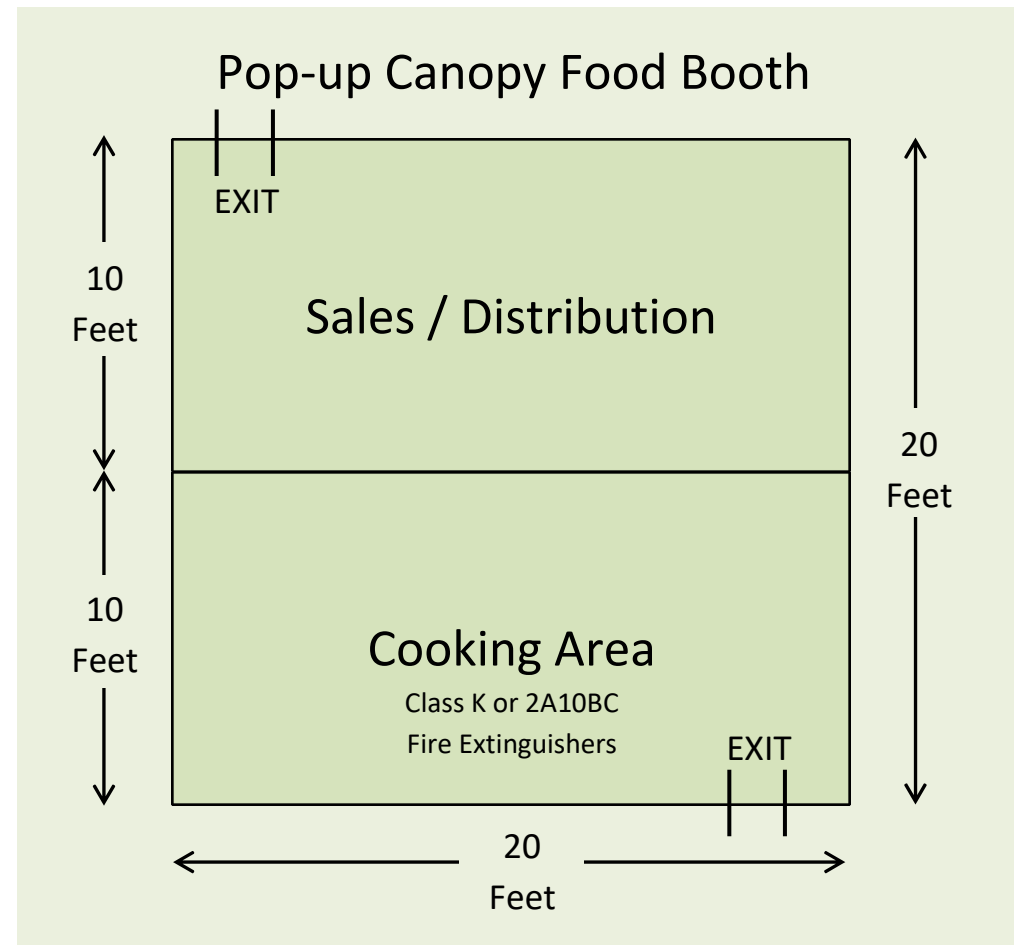 Pop-up Canopy Food Booth
EXIT
10
Feet
Sales / Distribution
20
Feet
10
Feet
Cooking Area
Class K or 2A10BC
Fire Extinguishers
EXIT
20
Feet